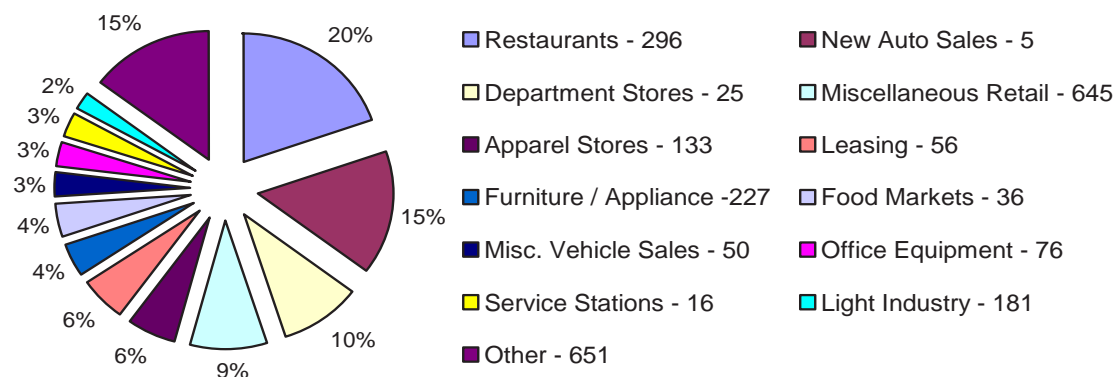 15%
20%
2%
3%
3%
3%
4%
4%
6%
6%
9%
10%
15%
Restaurants - 296
New Auto Sales - 5
Department Stores - 25
Miscellaneous Retail - 645
Apparel Stores - 133
Leasing - 56
Furniture / Appliance -227
Food Markets - 36
Misc. Vehicle Sales - 50
Office Equipment - 76
Service Stations - 16
Light Industry - 181
Other - 651